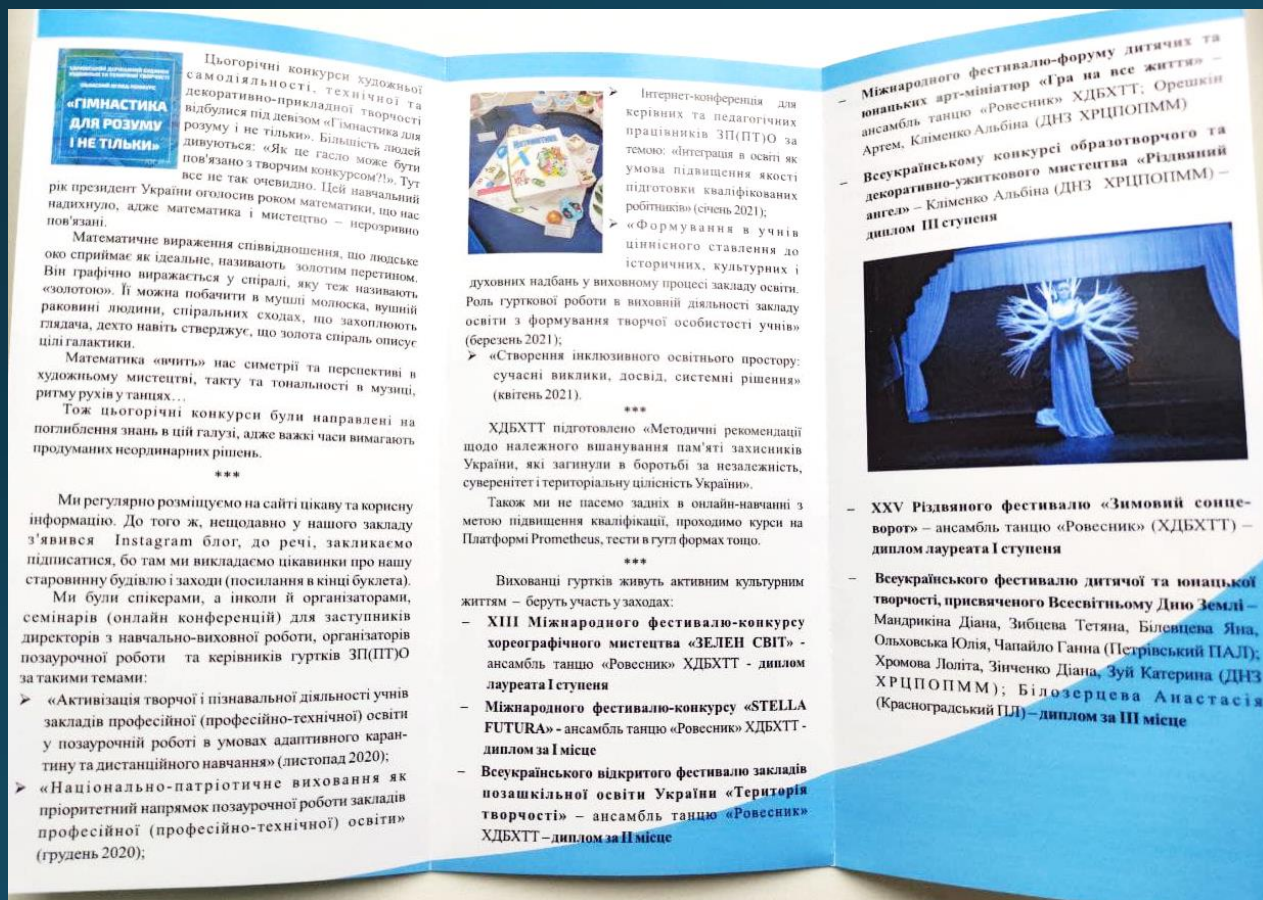 «ГІМНАСТИКА
ДЛЯ РОЗУМУ
І НЕ ТІЛЬКИ»
Цьогорічні конкурси художньої
самодіяльності, технічної та
декоративно-прикладної творчості
відбулися під девізом «Гімнастика для
розуму і не тільки». Більшість людей
дивуються: «Як це гасло може бути
пов'язано з творчим конкурсом?!». Тут
все не так очевидно. Цей навчальний
рік президент України оголосив роком математики, що нас
надихнуло, адже математика і мистецтво – нерозривно
пов'язані.
Математичне вираження співвідношення, що людське
око сприймає як ідеальне, називають золотим перетином.
Він графічно виражається у спіралі, яку теж називають
«золотою». Її можна побачити в мушлі молюска, вушній
раковині людини, спіральних сходах, що захоплюють
глядача, дехто навіть стверджує, що золота спіраль описує
цілі галактики.
Математика «вчить» нас симетрії та перспективі в
художньому мистецтві, такту та тональності в музиці,
ритму рухів у танцях…
Тож цьогорічні конкурси були направлені на
поглиблення знань в цій галузі, адже важкі часи вимагають
продуманих неординарних рішень.
***
Ми регулярно розміщуємо на сайті цікаву та корисну
інформацію. До того ж, нещодавно у нашого закладу
з'явився Instagram блог, до речі, закликаємо
підписатися, бо там ми викладаємо цікавинки про нашу
старовинну будівлю і заходи (посилання в кінці буклета).
Ми були спікерами, а інколи й організаторами,
семінарів (онлайн конференцій) для заступників
директорів з навчально-виховної роботи, організаторів
позаурочної роботи та керівників гуртків ЗП(ПТ)О
за такими темами:
➢ «Активізація творчої і пізнавальної діяльності учнів
закладів професійної (професійно-технічної) освіти
у позаурочній роботі в умовах адаптивного каран-
тину та дистанційного навчання» (листопад 2020);
➢ «Національно-патріотичне виховання як
пріоритетний напрямок позаурочної роботи закладів
професійної (професійно-технічної) освіти»
(грудень 2020);
➢ Інтернет-конференція для
керівних та педагогічних
працівників ЗП(ПТ)О за
темою: «Інтеграція в освіті як
умова підвищення якості
підготовки кваліфікованих
робітників» (січень 2021);
➢ «Формування в учнів
ціннісного ставлення до
історичних, культурних і
духовних надбань у виховному процесі закладу освіти.
Роль гурткової роботи в виховній діяльності закладу
освіти з формування творчої особистості учнів»
(березень 2021);
➢ «Створення інклюзивного освітнього простору:
сучасні виклики, досвід, системні рішення»
(квітень 2021).
***
ХДБХТТ підготовлено «Методичні рекомендації
щодо належного вшанування пам'яті захисників
України, які загинули в боротьбі за незалежність,
суверенітет і територіальну цілісність України».
Також ми не пасемо задніх в онлайн-навчанні з
метою підвищення кваліфікації, проходимо курси на
Платформі Prometheus, тести в гугл формах тощо.
***
Вихованці гуртків живуть активним культурним
життям – беруть участь у заходах:
– XIII Міжнародного фестивалю-конкурсу
хореографічного мистецтва «ЗЕЛЕН СВІТ» -
ансамбль танцю «Ровесник» ХДБХТТ - диплом
лауреата I ступеня
– Міжнародного фестивалю-конкурсу «STELLA
FUTURA» - ансамбль танцю «Ровесник» ХДБХТТ -
диплом за I місце
– Всеукраїнського відкритого фестивалю закладів
позашкільної освіти України «Територія
творчості» – ансамбль танцю «Ровесник»
ХДБХТТ – диплом за II місце
– Міжнародного фестивалю-форуму дитячих та
юнацьких арт-мініатюр «Гра на все життя» –
ансамбль танцю «Ровесник» ХДБХТТ; Орешкін
Артем, Кліменко Альбіна (ДНЗ ХРЦПОПММ)
– Всеукраїнському конкурсі образотворчого та
декоративно-ужиткового мистецтва «Різдвяний
ангел» – Кліменко Альбіна (ДНЗ ХРЦПОПММ) –
диплом III ступеня
– XXV Різдвяного фестивалю «Зимовий сонце-
ворот» – ансамбль танцю «Ровесник» (ХДБХТТ) –
диплом лауреата I ступеня
– Всеукраїнського фестивалю дитячої та юнацької
творчості, присвяченого Всесвітньому Дню Землі –
Мандрикіна Діана, Зибцева Тетяна, Білевцева Яна,
Ольховська Юлія, Чапайло Ганна (Петрівський ПАЛ);
Хромова Лоліта, Зінченко Діана, Зуй Катерина (ДНЗ
ХРЦПОПММ); Білозерцева Анастасія
(Красноградський ПЛ) – диплом за III місце